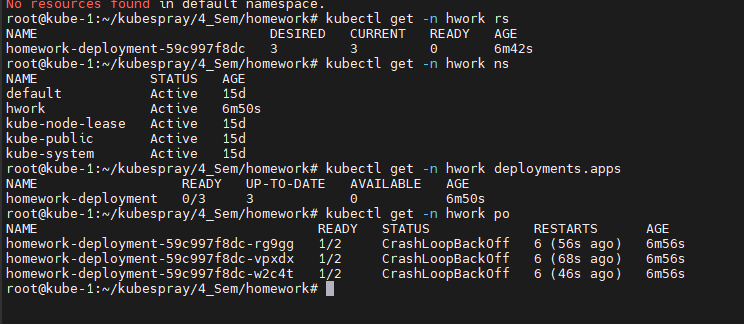 No resources found in default namespace.
root@kube-1:~/kubespray/4_Sem/homework# kubectl get -n hwork rs
NAME DESIRED CURRENT READY AGE
homework-deployment-59c997f8dc 3 3 0 6m42s
root@kube-1:~/kubespray/4_Sem/homework# kubectl get -n hwork ns
NAME STATUS AGE
default Active 15d
hwork Active 6m50s
kube-node-lease Active 15d
kube-public Active 15d
kube-system Active 15d
root@kube-1:~/kubespray/4_Sem/homework# kubectl get -n hwork deployments.apps
NAME READY UP-TO-DATE AVAILABLE AGE
homework-deployment 0/3 3 0 6m50s
root@kube-1:~/kubespray/4_Sem/homework# kubectl get -n hwork po
NAME READY STATUS RESTARTS AGE
homework-deployment-59c997f8dc-rg9gg 1/2 CrashLoopBackOff 6 (56s ago) 6m56s
homework-deployment-59c997f8dc-vpxdx 1/2 CrashLoopBackOff 6 (68s ago) 6m56s
homework-deployment-59c997f8dc-w2c4t 1/2 CrashLoopBackOff 6 (46s ago) 6m56s
root@kube-1:~/kubespray/4_Sem/homework#